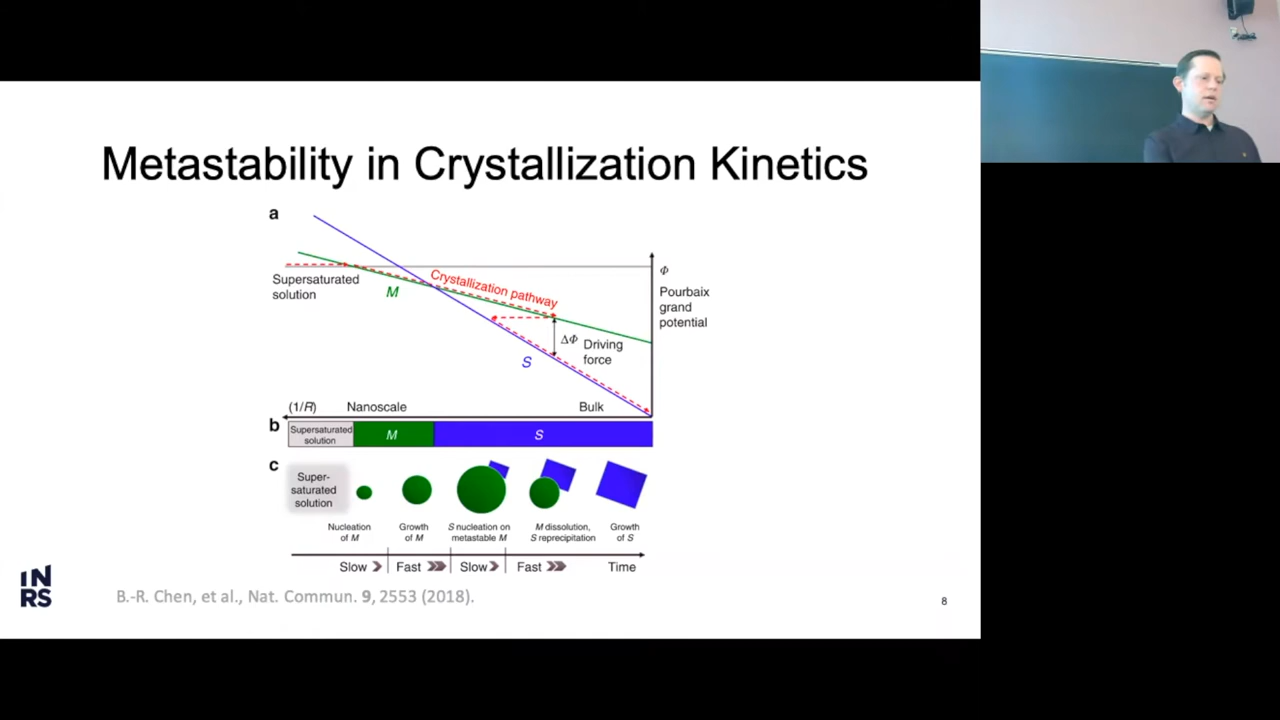 Metastability in Crystallization Kinetics
a
Supersaturated
solution
M
Crystallization pathway
Φ
Pourbaix
grand
potential
ΔΦ
Driving
force
S
(1/R)
Nanoscale
Bulk
b
Supersaturated
solution
M
S
c
Super-
saturated
solution
Nucleation
of M
Growth
of M
S nucleation on
metastable M
M dissolution,
S reprecipitation
Growth
of S
Slow
Fast
Slow
Fast
Time
INRS
B.-R. Chen, et al., Nat. Commun. 9, 2553 (2018).
8